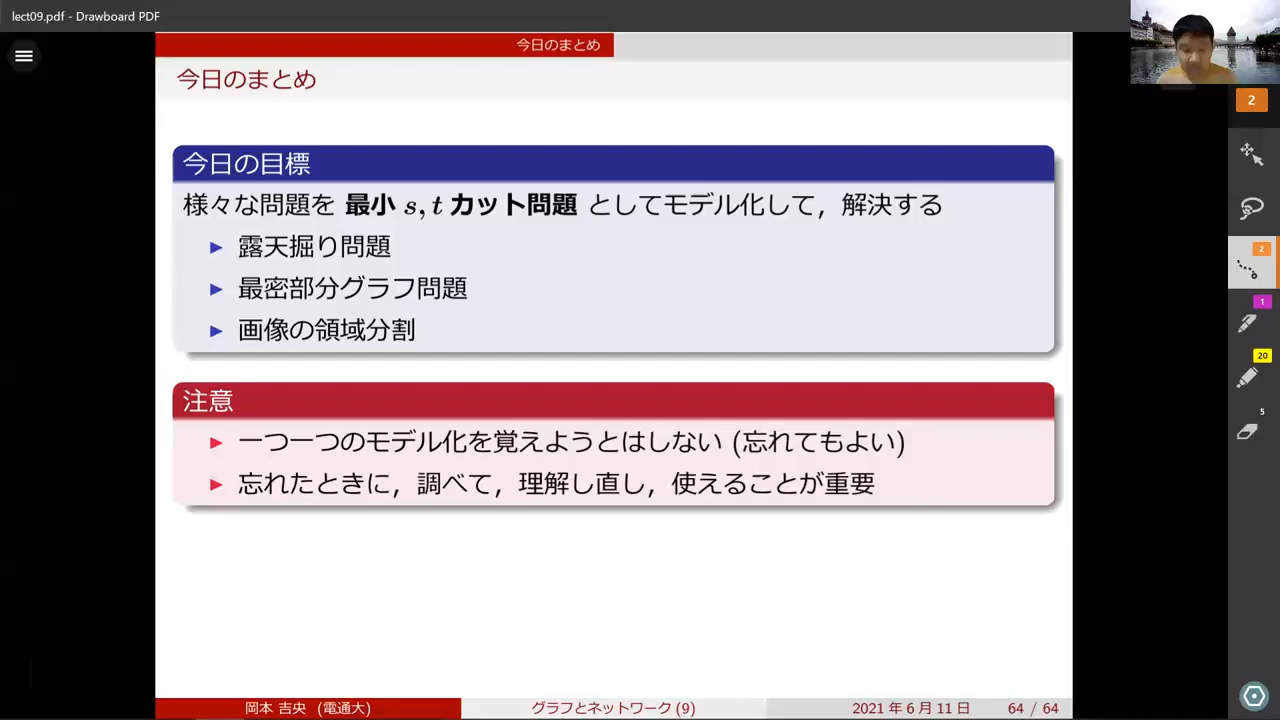 lect09.pdf - Drawboard PDF
今日のまとめ
今日のまとめ
今日の目標
様々な問題を 最小 s, t カット問題 としてモデル化して，解決する
▶ 露天掘り問題
▶ 最密部分グラフ問題
▶ 画像の領域分割
注意
▶ 一つ一つのモデル化を覚えようとはしない (忘れてもよい)
▶ 忘れたときに，調べて，理解し直し，使えることが重要
岡本 吉央 (電通大)
グラフとネットワーク (9)
2021 年 6 月 11 日 64 / 64
2
2
1
20
5